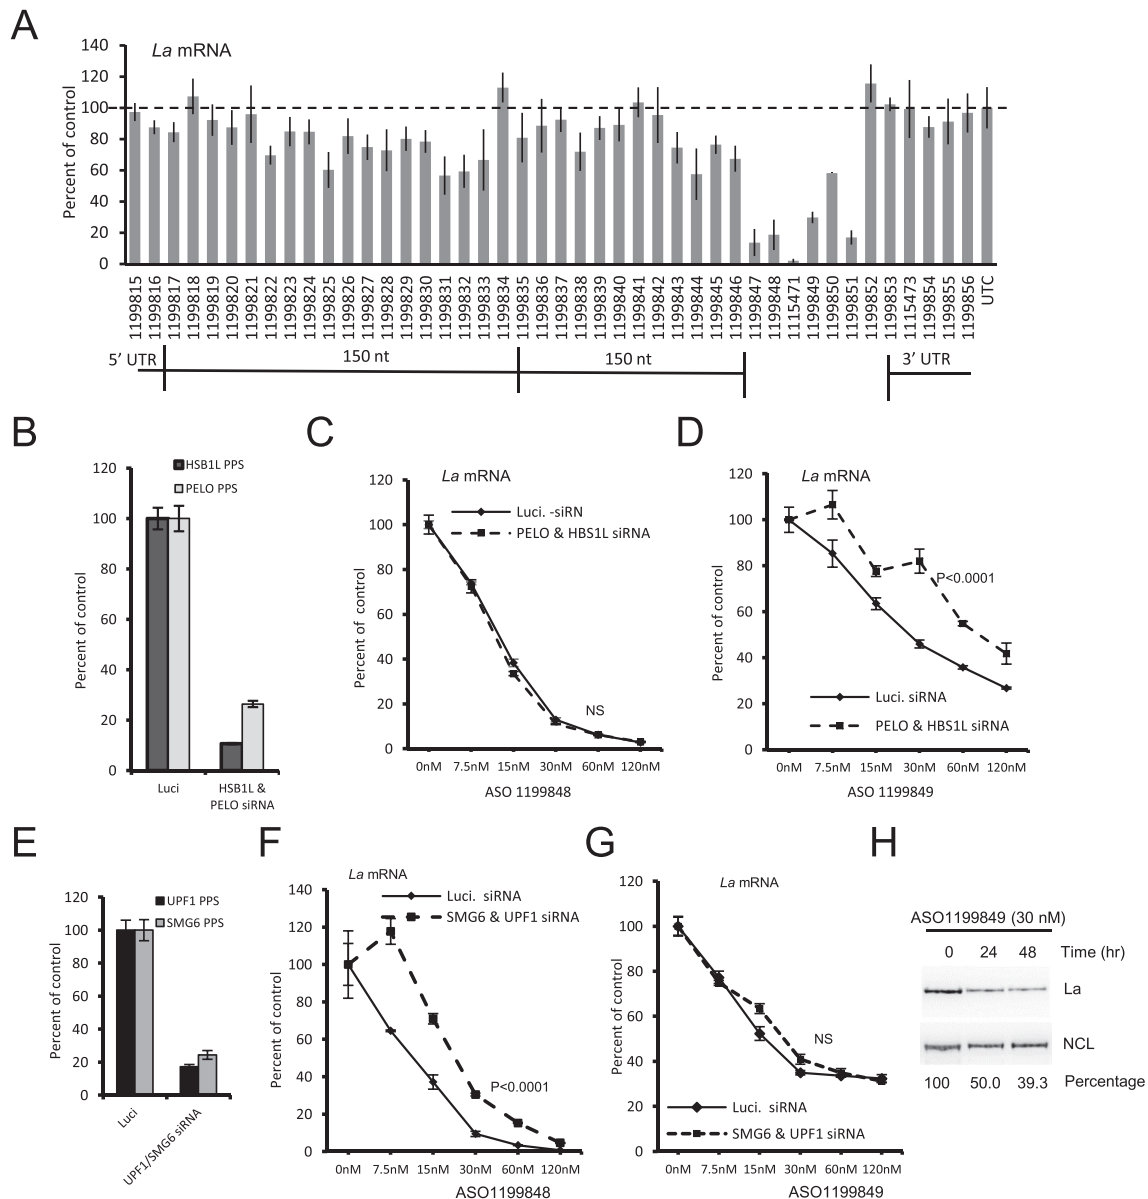 A
La mRNA
Percent of control
140
120
100
80
60
40
20
0
1199815
1199816
1199817
1199818
1199819
1199820
1199821
1199822
1199823
1199824
1199825
1199826
1199827
1199828
1199829
1199830
1199831
1199832
1199833
1199834
1199835
1199836
1199837
1199838
1199839
1199840
1199841
1199842
1199843
1199844
1199845
1199846
1199847
1199848
1115471
1199849
1199850
1199851
1199852
1199853
1115473
1199854
1199855
1199856
UTC
5' UTR
150 nt
150 nt
3' UTR
B
HSB1L PPS
PELO PPS
Percent of control
120
100
80
60
40
20
0
Luci
HSB1L &
PELO siRNA
C
La mRNA
Luci. -siRN
PELO & HBS1L siRNA
Percent of control
120
100
80
60
40
20
0
NS
0nM 7.5nM 15nM 30nM 60nM 120nM
ASO 1199848
D
La mRNA
Percent of control
120
100
80
60
40
20
0
P<0.0001
Luci. siRNA
PELO & HBS1L siRNA
0nM 7.5nM 15nM 30nM 60nM 120nM
ASO 1199849
E
UPF1 PPS
SMG6 PPS
Percent of control
120
100
80
60
40
20
0
Luci
UPF1/SMG6 siRNA
F
La mRNA
Luci. siRNA
SMG6 & UPF1 siRNA
Percent of control
140
120
100
80
60
40
20
0
P<0.0001
0nM 7.5nM 15nM 30nM 60nM 120nM
ASO1199848
G
La mRNA
Percent of control
120
100
80
60
40
20
0
NS
Luci. siRNA
SMG6 & UPF1 siRNA
0nM 7.5nM 15nM 30nM 60nM 120nM
ASO1199849
H
ASO1199849 (30 nM)
0 24 48 Time (hr)
La
NCL
100 50.0 39.3 Percentage